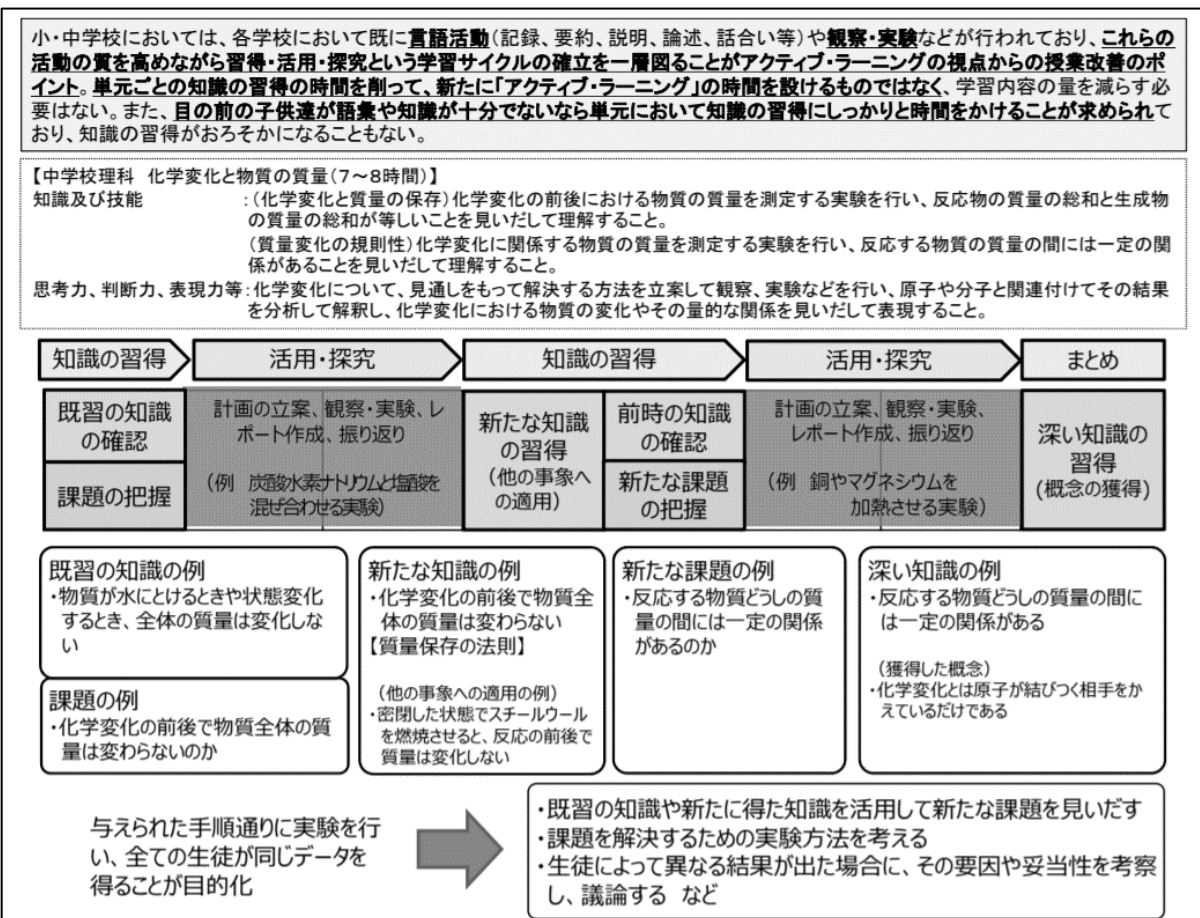 小・中学校においては、各学校において既に言語活動(記録、要約、説明、論述、話合い等)や観察・実験などが行われており、これらの
活動の質を高めながら習得・活用・探究という学習サイクルの確立を一層図ることがアクティブ・ラーニングの視点からの授業改善のポ
イント。単元ごとの知識の習得の時間を削って、新たに「アクティブ・ラーニング」の時間を設けるものではなく、学習内容の量を減らす必
要はない。また、目の前の子供達が語彙や知識が十分でないなら単元において知識の習得にしっかりと時間をかけることが求められて
おり、知識の習得がおろそかになることもない。
【中学校理科 化学変化と物質の質量(7～8時間)】
知識及び技能 :(化学変化と質量の保存)化学変化の前後における物質の質量を測定する実験を行い、反応物の質量の総和と生成物
の質量の総和が等しいことを見いだして理解すること。
(質量変化の規則性)化学変化に関係する物質の質量を測定する実験を行い、反応する物質の質量の間には一定の関
係があることを見いだして理解すること。
思考力、判断力、表現力等:化学変化について、見通しをもって解決する方法を立案して観察、実験などを行い、原子や分子と関連付けてその結果
を分析して解釈し、化学変化における物質の変化やその量的な関係を見いだして表現すること。
知識の習得 活用・探究 知識の習得 活用・探究 まとめ
既習の知識
の確認
課題の把握
計画の立案、観察・実験、レ
ポート作成、振り返り
(例 炭酸水素ナトリウムと塩酸を
混ぜ合わせる実験)
新たな知識
の習得
(他の事象へ
の適用)
前時の知識
の確認
新たな課題
の把握
計画の立案、観察・実験、
レポート作成、振り返り
(例 銅やマグネシウムを
加熱させる実験)
深い知識の
習得
(概念の獲得)
既習の知識の例
・物質が水にとけるときや状態変化
するとき、全体の質量は変化しな
い
課題の例
・化学変化の前後で物質全体の質
量は変わらないのか
新たな知識の例
・化学変化の前後で物質全
体の質量は変わらない
【質量保存の法則】
(他の事象への適用の例)
・密閉した状態でスチールウール
を燃焼させると、反応の前後で
質量は変化しない
新たな課題の例
・反応する物質どうしの質
量の間には一定の関係
があるのか
深い知識の例
・反応する物質どうしの質量の間に
は一定の関係がある
(獲得した概念)
・化学変化とは原子が結びつく相手をか
えているだけである
与えられた手順通りに実験を行
い、全ての生徒が同じデータを
得ることが目的化
・既習の知識や新たに得た知識を活用して新たな課題を見いだす
・課題を解決するための実験方法を考える
・生徒によって異なる結果が出た場合に、その要因や妥当性を考察
し、議論する など